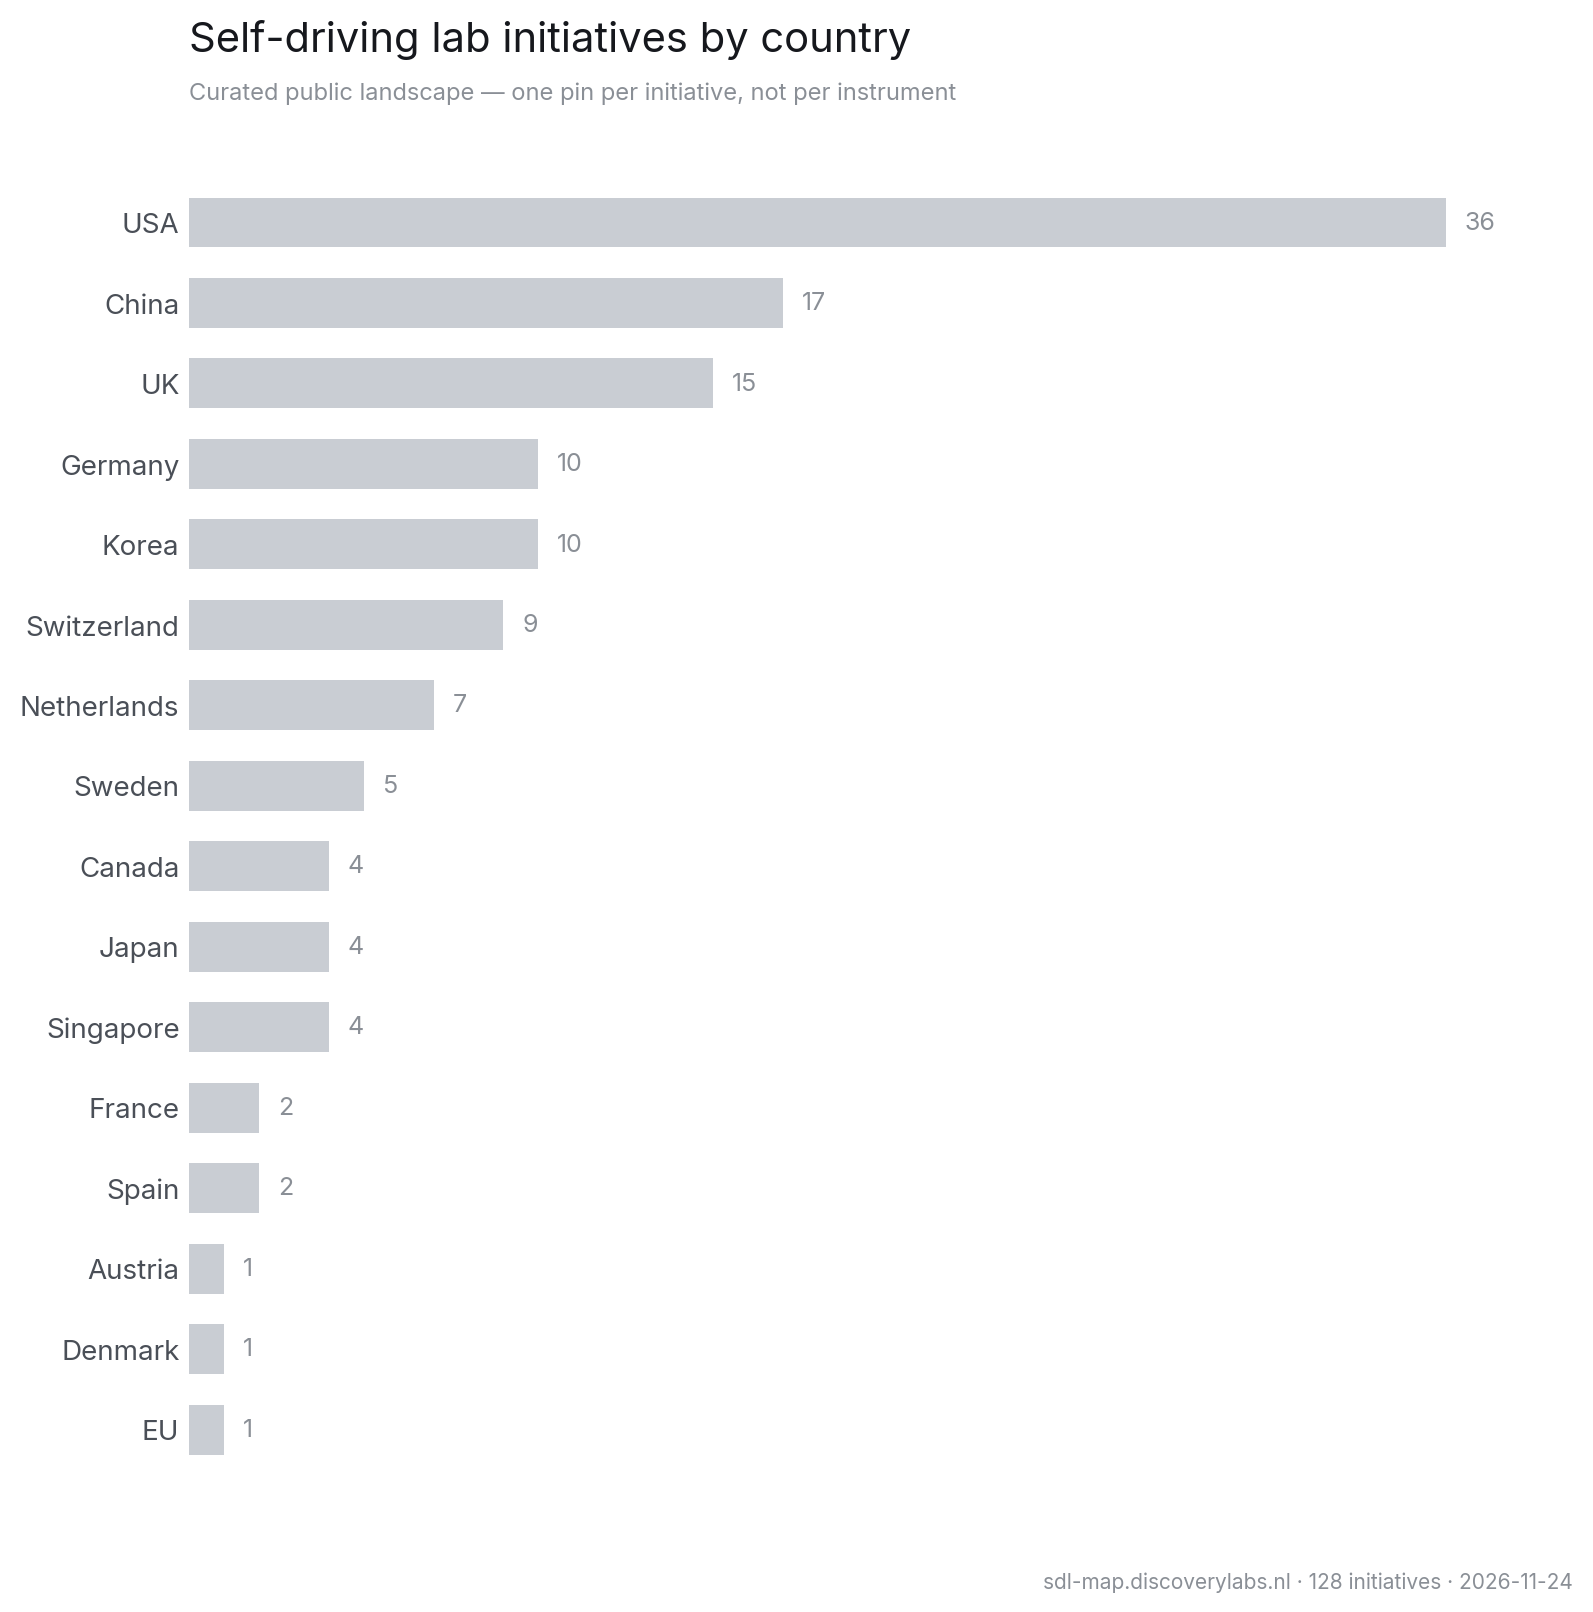 Self-driving lab initiatives by country
Curated public landscape — one pin per initiative, not per instrument
USA 36
China 17
UK 15
Germany 10
Korea 10
Switzerland 9
Netherlands 7
Sweden 5
Canada 4
Japan 4
Singapore 4
France 2
Spain 2
Austria 1
Denmark 1
EU 1
sdl-map.discoverylabs.nl · 128 initiatives · 2026-11-24